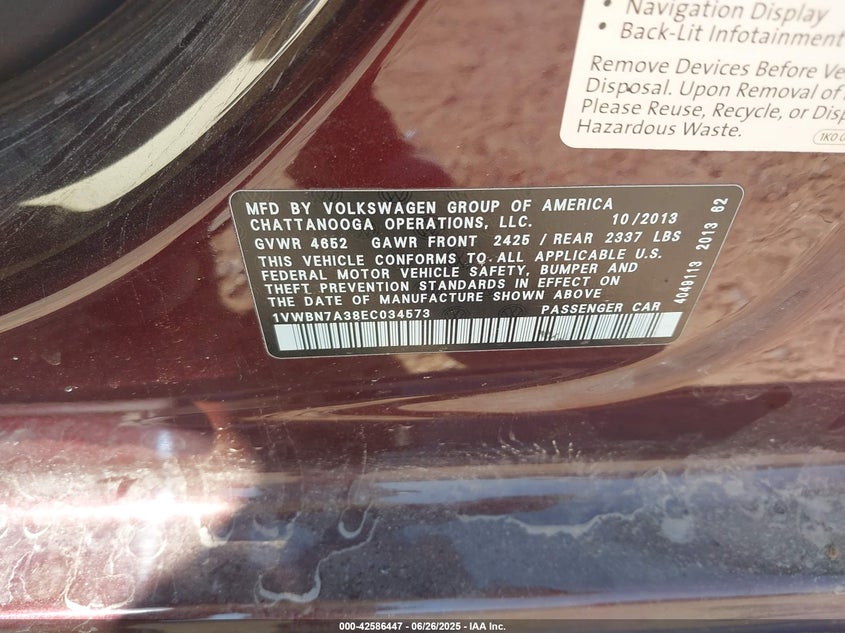 • Navigation Display
• Back-Lit Infotainment
Remove Devices Before Ve
Disposal. Upon Removal of
Please Reuse, Recycle, or Disp
Hazardous Waste.
1K0 0
MFD BY VOLKSWAGEN GROUP OF AMERICA
CHATTANOOGA OPERATIONS, LLC. 10/2013
GVWR 4652 GAWR FRONT 2425 / REAR 2337 LBS
THIS VEHICLE CONFORMS TO ALL APPLICABLE U.S.
FEDERAL MOTOR VEHICLE SAFETY, BUMPER AND
THEFT PREVENTION STANDARDS IN EFFECT ON
THE DATE OF MANUFACTURE SHOWN ABOVE
1VWBN7A38EC034573 PASSENGER CAR
4049113 2013 62
000-42586447 - 06/26/2025 - IAA Inc.